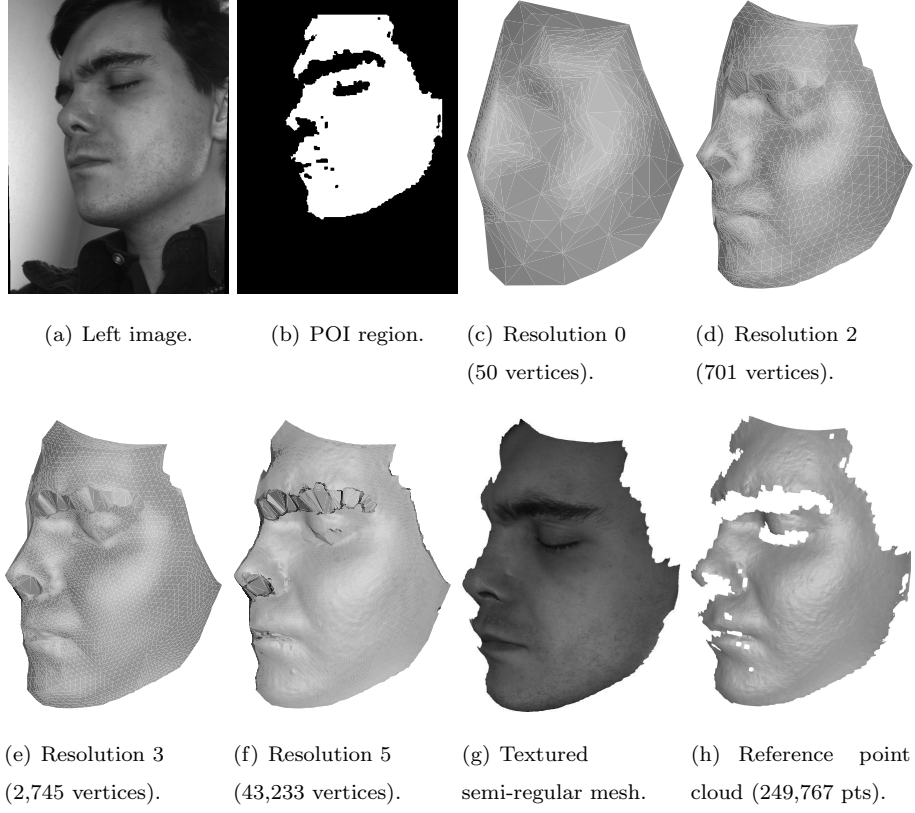 (a) Left image.
(b) POI region.
(c) Resolution 0
(50 vertices).
(d) Resolution 2
(701 vertices).
(e) Resolution 3
(2,745 vertices).
(f) Resolution 5
(43,233 vertices).
(g) Textured
semi-regular mesh.
(h) Reference point
cloud (249,767 pts).